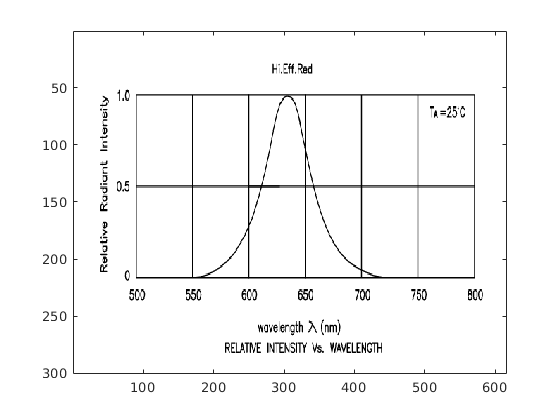 Hi.Eff.Red
50
100
150
200
250
300
Relative Radiant Intensity
1.0
0.5
0
TA=25°C
500 550 600 650 700 750 800
wavelength λ (nm)
RELATIVE INTENSITY Vs. WAVELENGTH
100 200 300 400 500 600